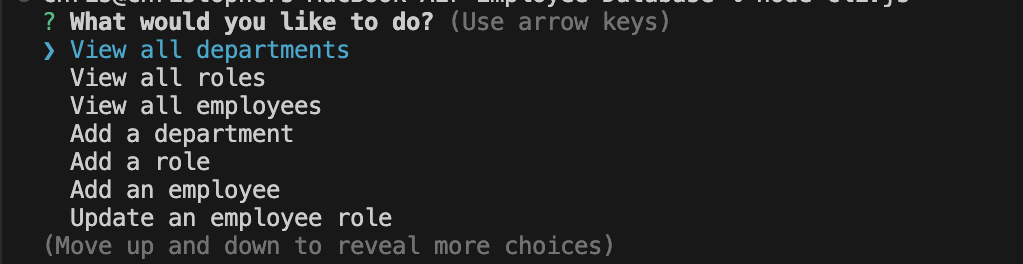 ? What would you like to do? (Use arrow keys)
❯ View all departments
View all roles
View all employees
Add a department
Add a role
Add an employee
Update an employee role
(Move up and down to reveal more choices)